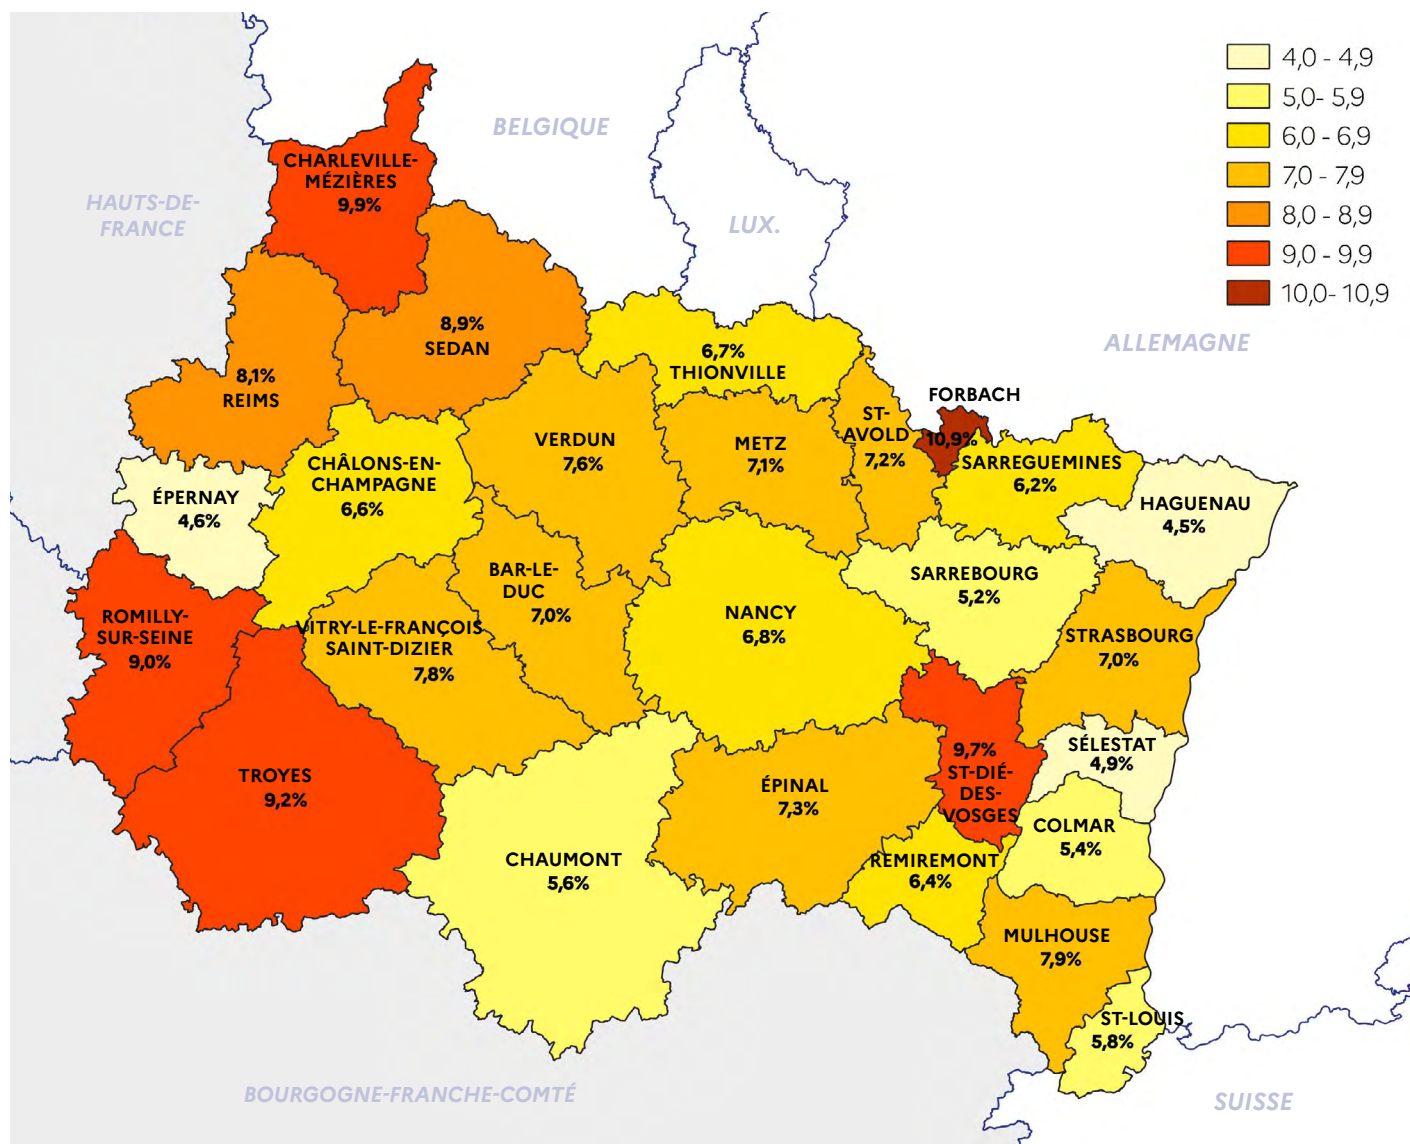 4,0 - 4,9
5,0- 5,9
6,0 - 6,9
7,0 - 7,9
8,0 - 8,9
9,0 - 9,9
10,0- 10,9
BELGIQUE
HAUTS-DE-
FRANCE
LUX.
ALLEMAGNE
CHARLEVILLE-
MÉZIÈRES
9,9%
8,9%
SEDAN
8,1%
REIMS
6,7%
THIONVILLE
FORBACH
10,9%
ST-
AVOLD
7,2%
VERDUN
7,6%
METZ
7,1%
SARREGUEMINES
6,2%
CHÂLONS-EN-
CHAMPAGNE
6,6%
ÉPERNAY
4,6%
HAGUENAU
4,5%
BAR-LE-
DUC
7,0%
SARREBOURG
5,2%
ROMILLY-
SUR-SEINE
9,0%
VITRY-LE-FRANÇOIS
SAINT-DIZIER
7,8%
NANCY
6,8%
STRASBOURG
7,0%
TROYES
9,2%
ÉPINAL
7,3%
9,7%
ST-DIÉ-
DES-
VOSGES
SÉLESTAT
4,9%
COLMAR
5,4%
CHAUMONT
5,6%
REMIREMONT
6,4%
MULHOUSE
7,9%
ST-LOUIS
5,8%
BOURGOGNE-FRANCHE-COMTÉ
SUISSE